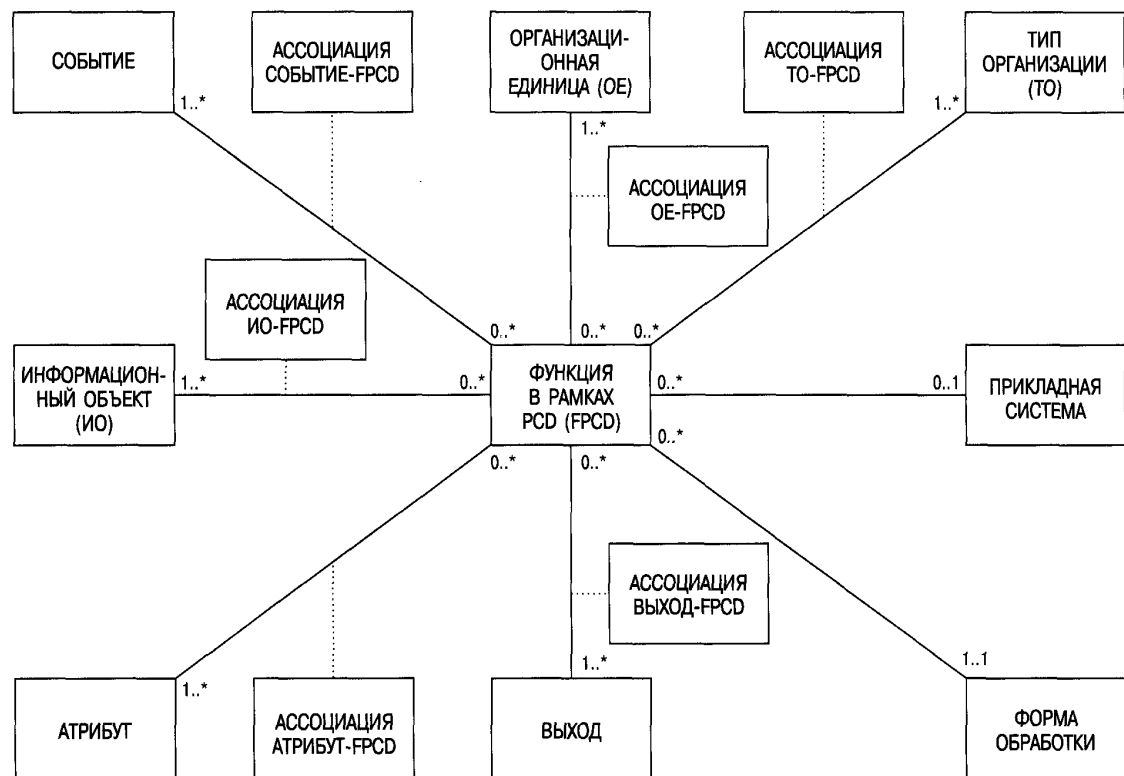 СОБЫТИЕ
АССОЦИАЦИЯ
СОБЫТИЕ-FPCD
ОРГАНИЗАЦИ-
ОННАЯ
ЕДИНИЦА (ОЕ)
АССОЦИАЦИЯ
ТО-FPCD
ТИП
ОРГАНИЗАЦИИ
(ТО)
1..*
1..*
1..*
АССОЦИАЦИЯ
ОЕ-FPCD
АССОЦИАЦИЯ
ИО-FPCD
0..*
0..*
0..*
ИНФОРМАЦИОН-
НЫЙ ОБЪЕКТ
(ИО)
1..*
0..*
ФУНКЦИЯ
В РАМКАХ
PCD (FPCD)
0..*
0..1
ПРИКЛАДНАЯ
СИСТЕМА
0..*
0..*
0..*
АССОЦИАЦИЯ
ВЫХОД-FPCD
1..*
1..*
1..1
АТРИБУТ
АССОЦИАЦИЯ
АТРИБУТ-FPCD
ВЫХОД
ФОРМА
ОБРАБОТКИ